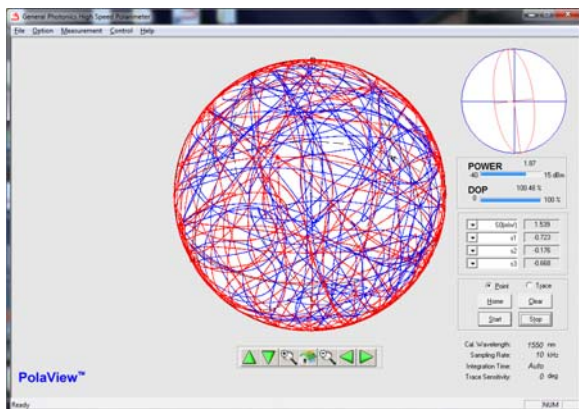 General Photonics High Speed Polarimeter
File Option Measurement Control Help
POWER 1.87
-40 15 dBm
DOP 100.48 %
0 100 %
S0(mW) 1.539
s1 -0.723
s2 -0.176
s3 -0.668
Point Trace
Home Clear
Start Stop
Cal. Wavelength: 1550 nm
Sampling Rate: 10 kHz
Integration Time: Auto
Trace Sensitivity: 0 deg
PolaView™
Ready NUM